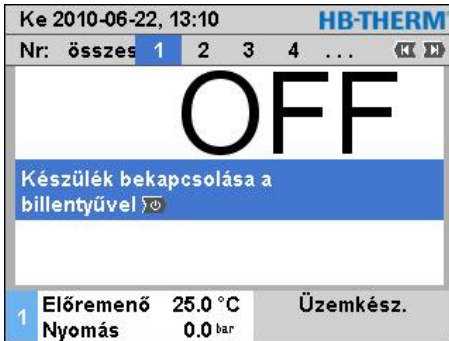 Ke 2010-06-22, 13:10 HB-THERM
Nr: összes 1 2 3 4 ...
OFF
Készülék bekapcsolása a
billentyűvel
1 Előremenő 25.0 °C Üzemkész.
Nyomás 0.0 bar